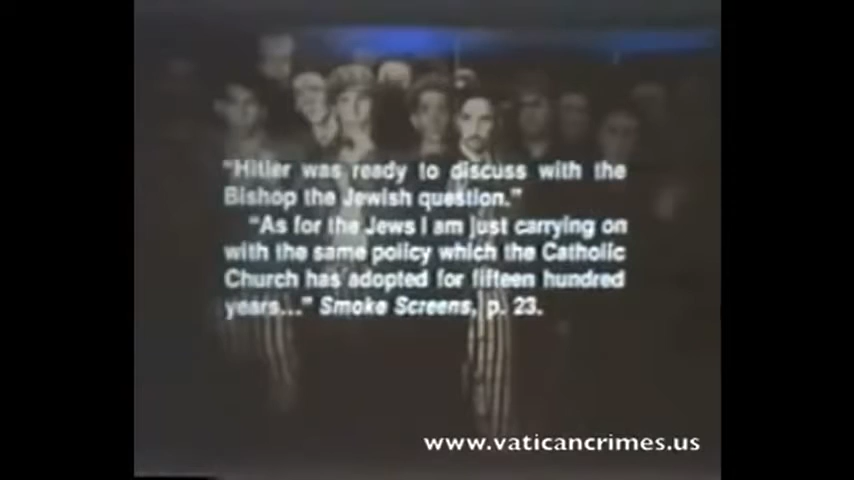 "Hitler was ready to discuss with the
Bishop the Jewish question."
"As for the Jews I am just carrying on
with the same policy which the Catholic
Church has adopted for fifteen hundred
years..." Smoke Screens, p. 23.
www.vaticancrimes.us